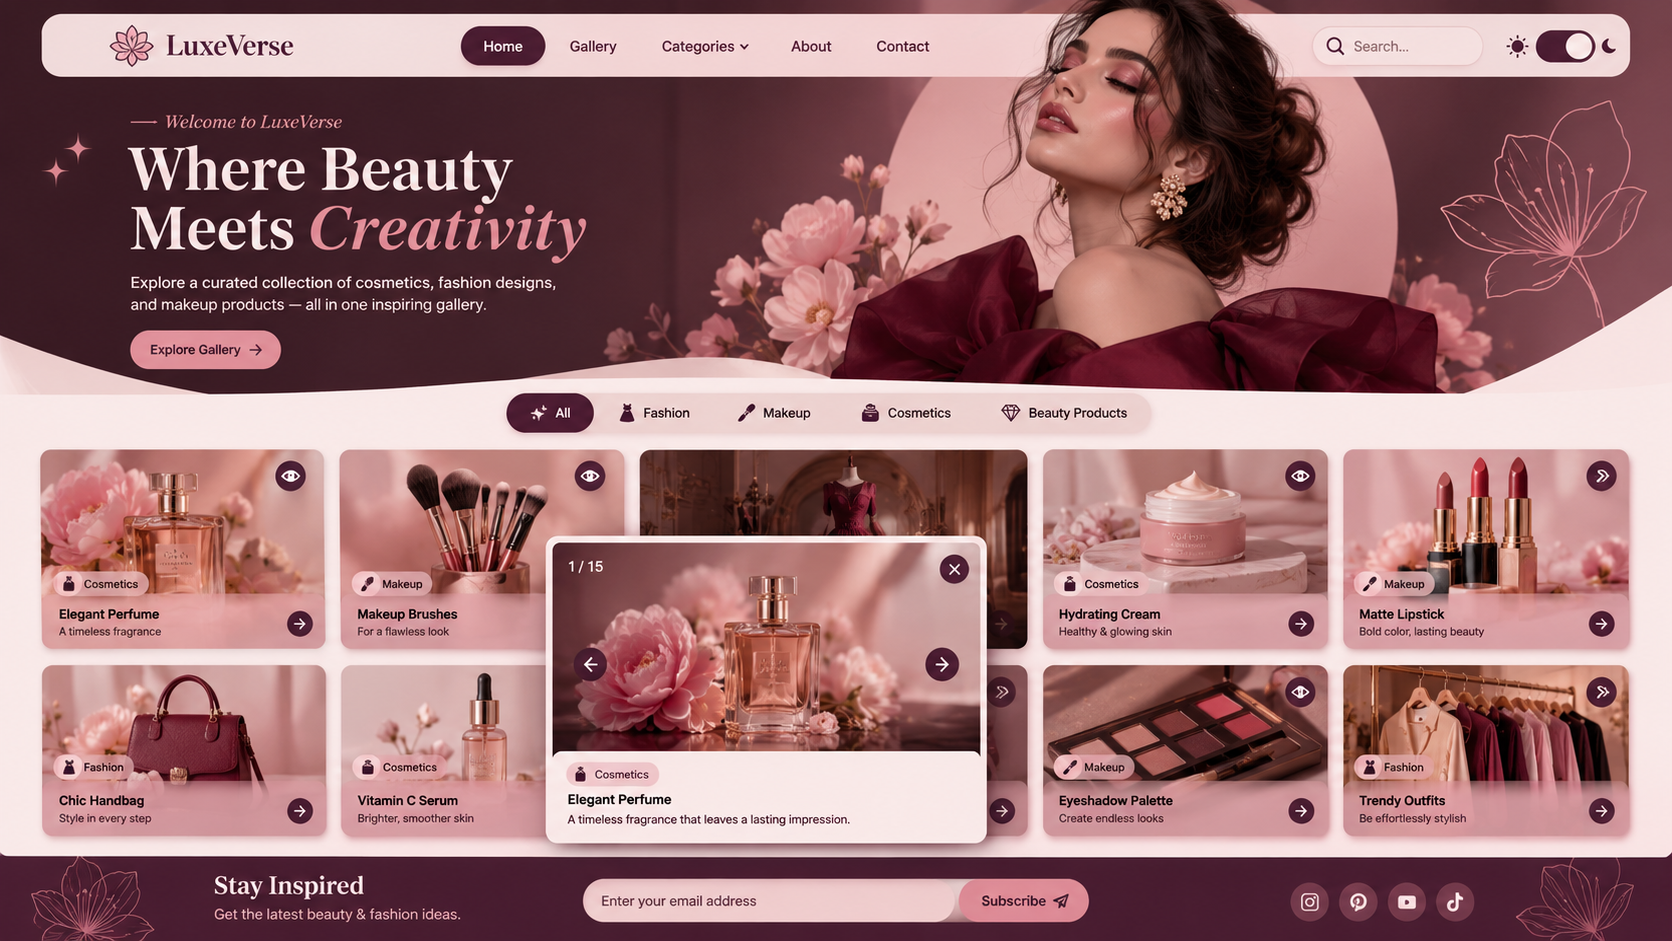 LuxeVerse
Home
Gallery
Categories
About
Contact
Search...
Welcome to LuxeVerse
Where Beauty
Meets Creativity
Explore a curated collection of cosmetics, fashion designs,
and makeup products — all in one inspiring gallery.
Explore Gallery
All
Fashion
Makeup
Cosmetics
Beauty Products
Cosmetics
Elegant Perfume
A timeless fragrance
Makeup
Makeup Brushes
For a flawless look
Cosmetics
Hydrating Cream
Healthy & glowing skin
Makeup
Matte Lipstick
Bold color, lasting beauty
Fashion
Chic Handbag
Style in every step
Cosmetics
Vitamin C Serum
Brighter, smoother skin
1 / 15
Cosmetics
Elegant Perfume
A timeless fragrance that leaves a lasting impression.
Makeup
Eyeshadow Palette
Create endless looks
Fashion
Trendy Outfits
Be effortlessly stylish
Stay Inspired
Get the latest beauty & fashion ideas.
Enter your email address
Subscribe